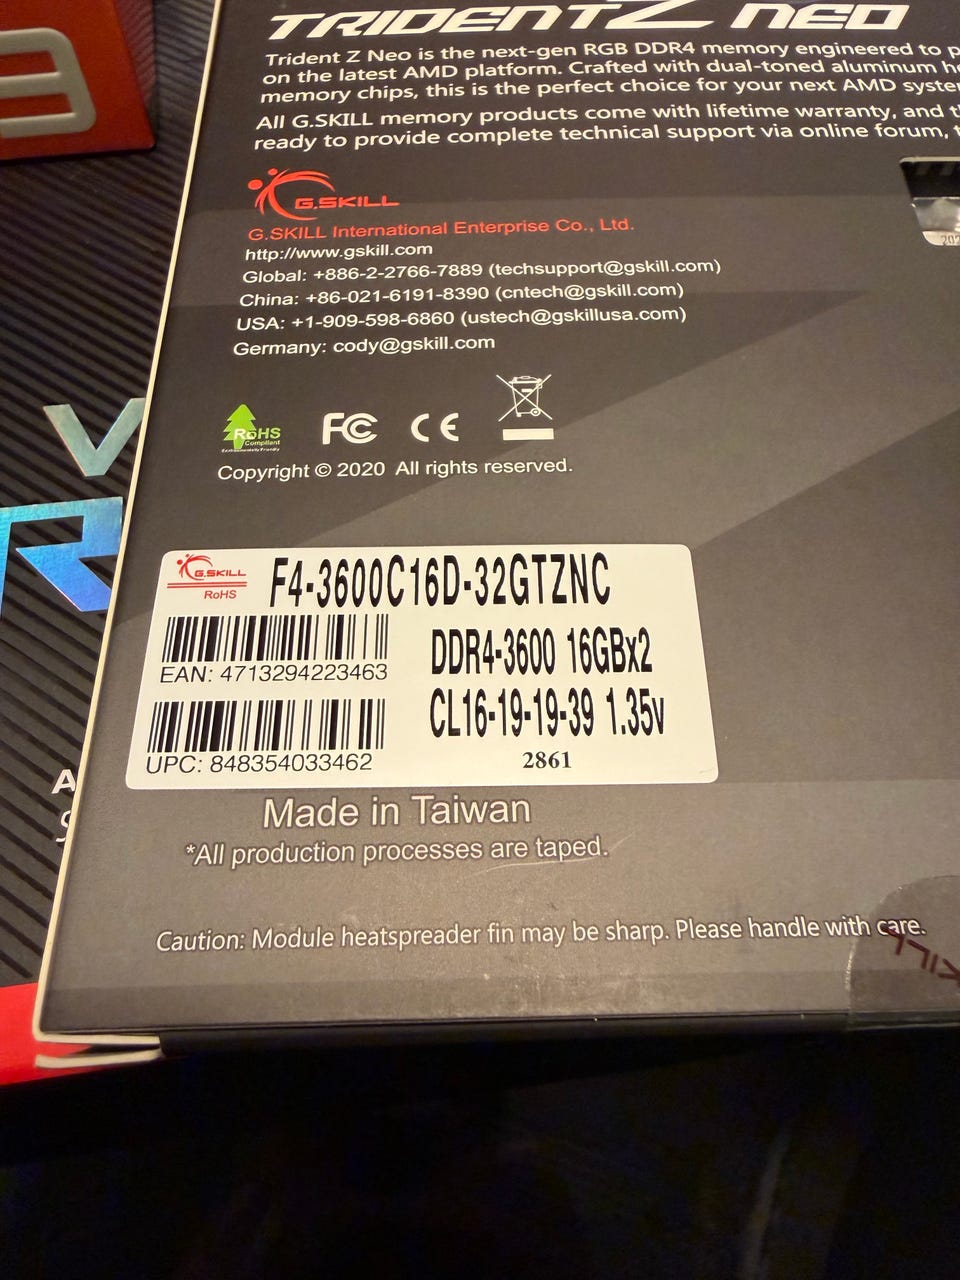 TRIDENT Z NEO
Trident Z Neo is the next-gen RGB DDR4 memory engineered to
on the latest AMD platform. Crafted with dual-toned aluminum
memory chips, this is the perfect choice for your next AMD
All G.SKILL memory products come with lifetime warranty, and
ready to provide complete technical support via online forum,
G.SKILL
G.SKILL International Enterprise Co., Ltd.
http://www.gskill.com
Global: +886-2-2766-7889 (techsupport@gskill.com)
China: +86-021-6191-8390 (cntech@gskill.com)
USA: +1-909-598-6860 (ustech@gskillusa.com)
Germany: cody@gskill.com
RoHS
Compliant
Environmentally Friendly
FC CE
Copyright © 2020 All rights reserved.
G.SKILL
RoHS
F4-3600C16D-32GTZNC
DDR4-3600 16GBx2
EAN: 4713294223463
CL16-19-19-39 1.35v
UPC: 848354033462
2861
Made in Taiwan
*All production processes are taped.
Caution: Module heatspreader fin may be sharp. Please handle with care.